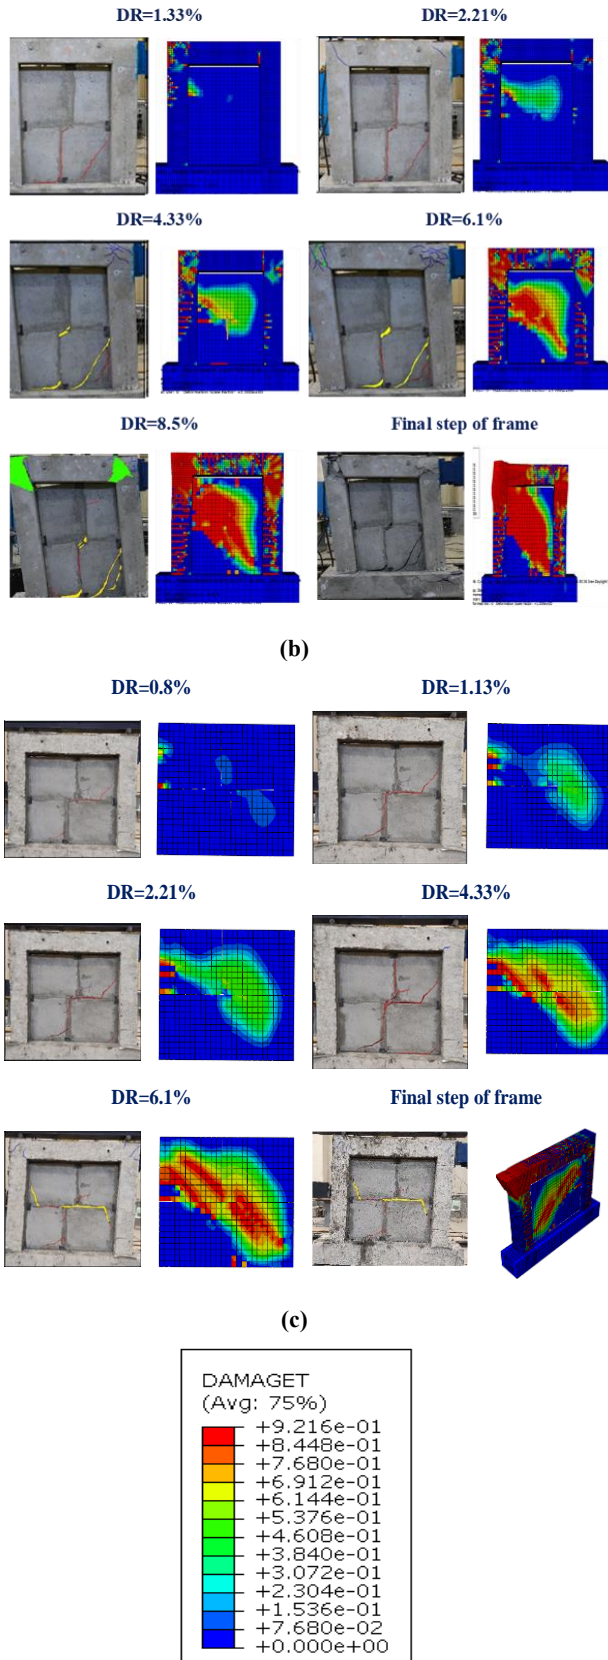 DR=1.33% DR=2.21%
DR=4.33% DR=6.1%
DR=8.5% Final step of frame
(b)
DR=0.8% DR=1.13%
DR=2.21% DR=4.33%
DR=6.1% Final step of frame
(c)
DAMAGET
(Avg: 75%)
+9.216e-01
+8.448e-01
+7.680e-01
+6.912e-01
+6.144e-01
+5.376e-01
+4.608e-01
+3.840e-01
+3.072e-01
+2.304e-01
+1.536e-01
+7.680e-02
+0.000e+00